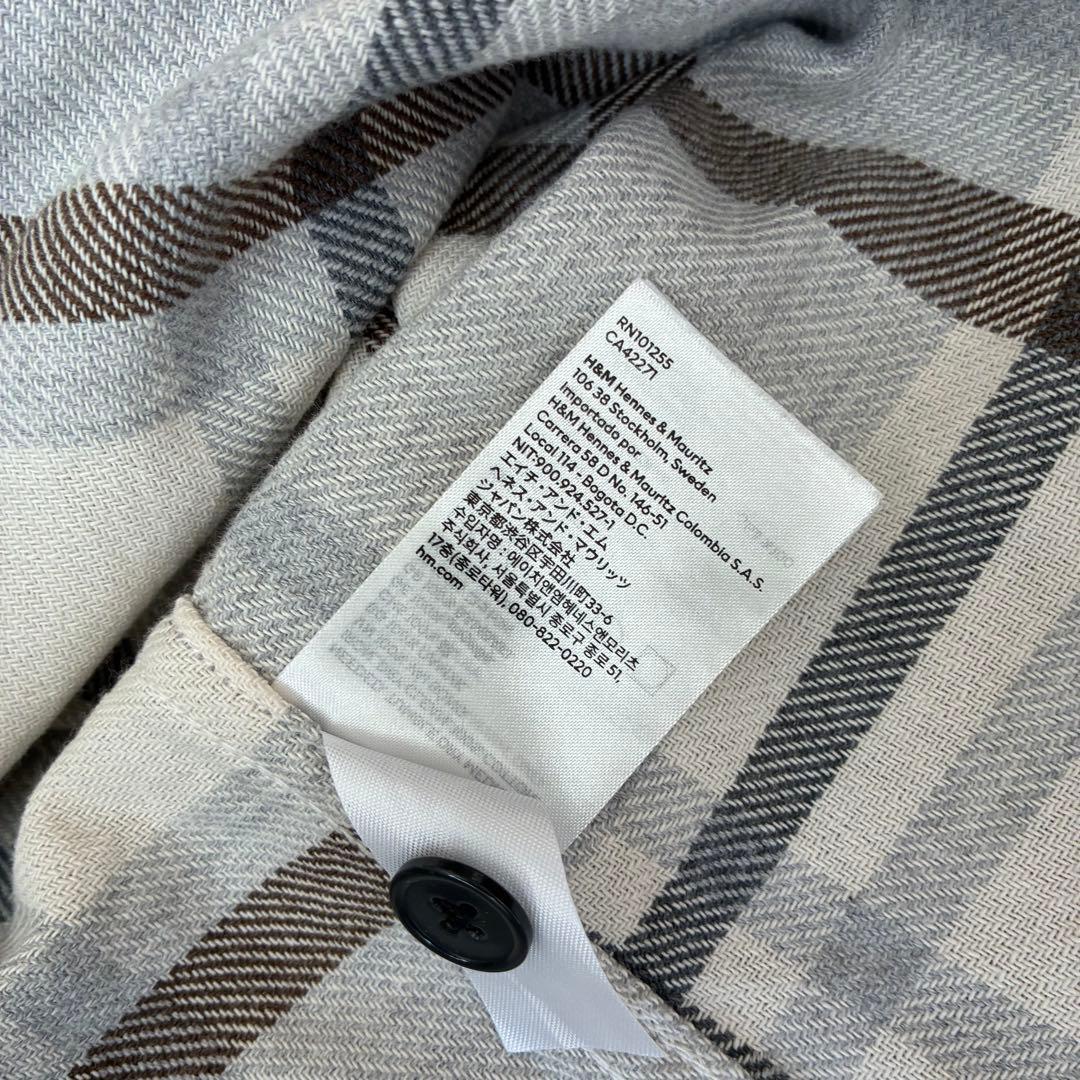 RN101255
CA42271
H&M Hennes & Mauritz
106 38 Stockholm, Sweden
Importado por
H&M Hennes & Mauritz Colombia S.A.S.
Carrera 58 D No. 146-51
Local 114 - Bogota D.C.
NIT:900.924.527-1
エイチ・アンド・エム
ヘネス・アンド・マウリッツ
ジャパン株式会社
東京都渋谷区宇田川町33-6
수입자명 : 에이치앤엠헤네스앤모리츠
주식회사, 서울특별시 종로구 종로 51,
17층(종로타워), 080-822-0220
hm.com